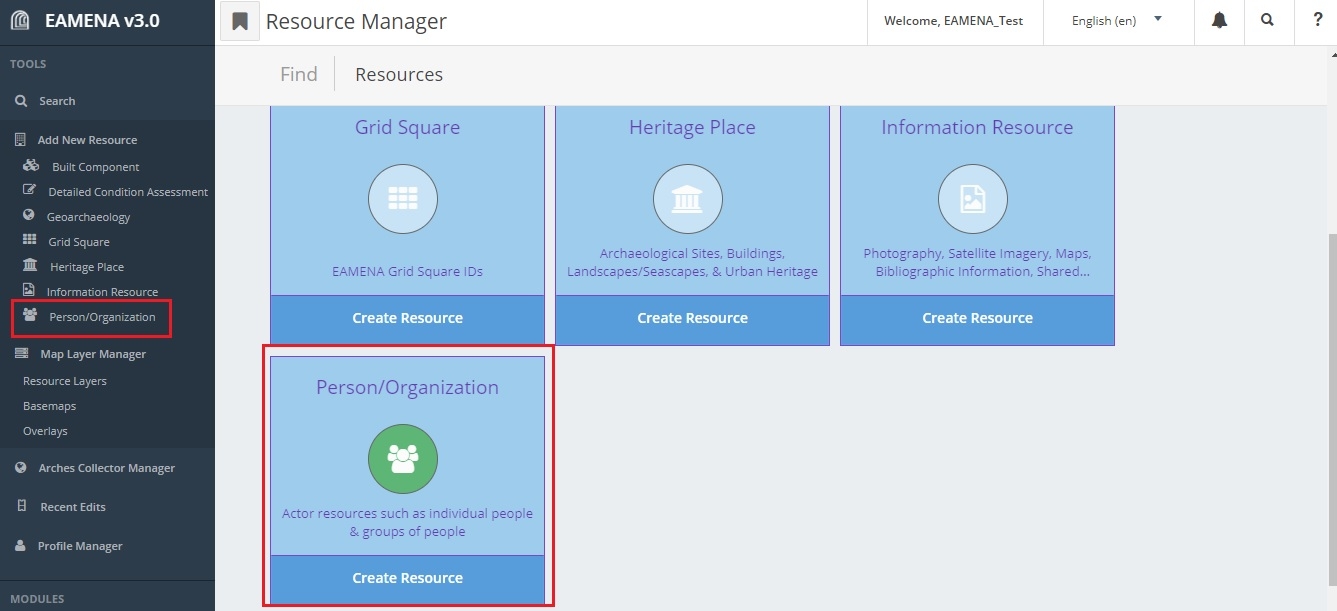 EAMENA v3.0
Resource Manager
Welcome, EAMENA_Test
English (en)
?
TOOLS
Search
Add New Resource
Built Component
Detailed Condition Assessment
Geoarchaeology
Grid Square
Heritage Place
Information Resource
Person/Organization
Map Layer Manager
Resource Layers
Basemaps
Overlays
Arches Collector Manager
Recent Edits
Profile Manager
MODULES
Find
Resources
Grid Square
EAMENA Grid Square IDs
Create Resource
Heritage Place
Archaeological Sites, Buildings,
Landscapes/Seascapes, & Urban Heritage
Create Resource
Information Resource
Photography, Satellite Imagery, Maps,
Bibliographic Information, Shared...
Create Resource
Person/Organization
Actor resources such as individual people
& groups of people
Create Resource